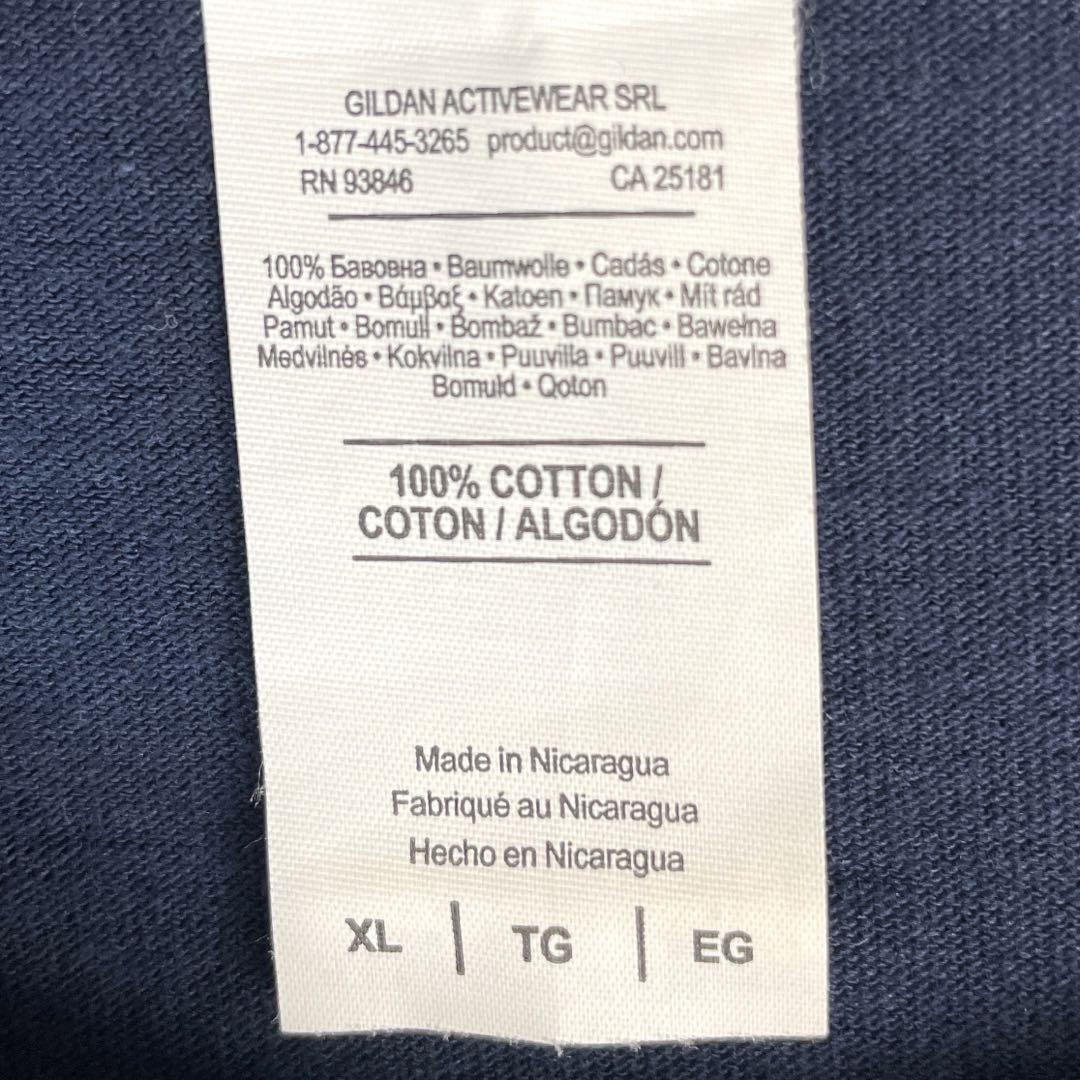 GILDAN ACTIVEWEAR SRL
1-877-445-3265 product@gildan.com
RN 93846 CA 25181
100% Бавовна • Baumwolle • Cadás • Cotone
Algodão • Βάμβαξ • Katoen • Памук • Mít rád
Pamut • Bomull • Bombaž • Bumbac • Bawełna
Medvilnės • Kokvilna • Puuvilla • Puuvill • Bavlna
Bomuld • Qoton
100% COTTON /
COTON / ALGODÓN
Made in Nicaragua
Fabriqué au Nicaragua
Hecho en Nicaragua
XL | TG | EG